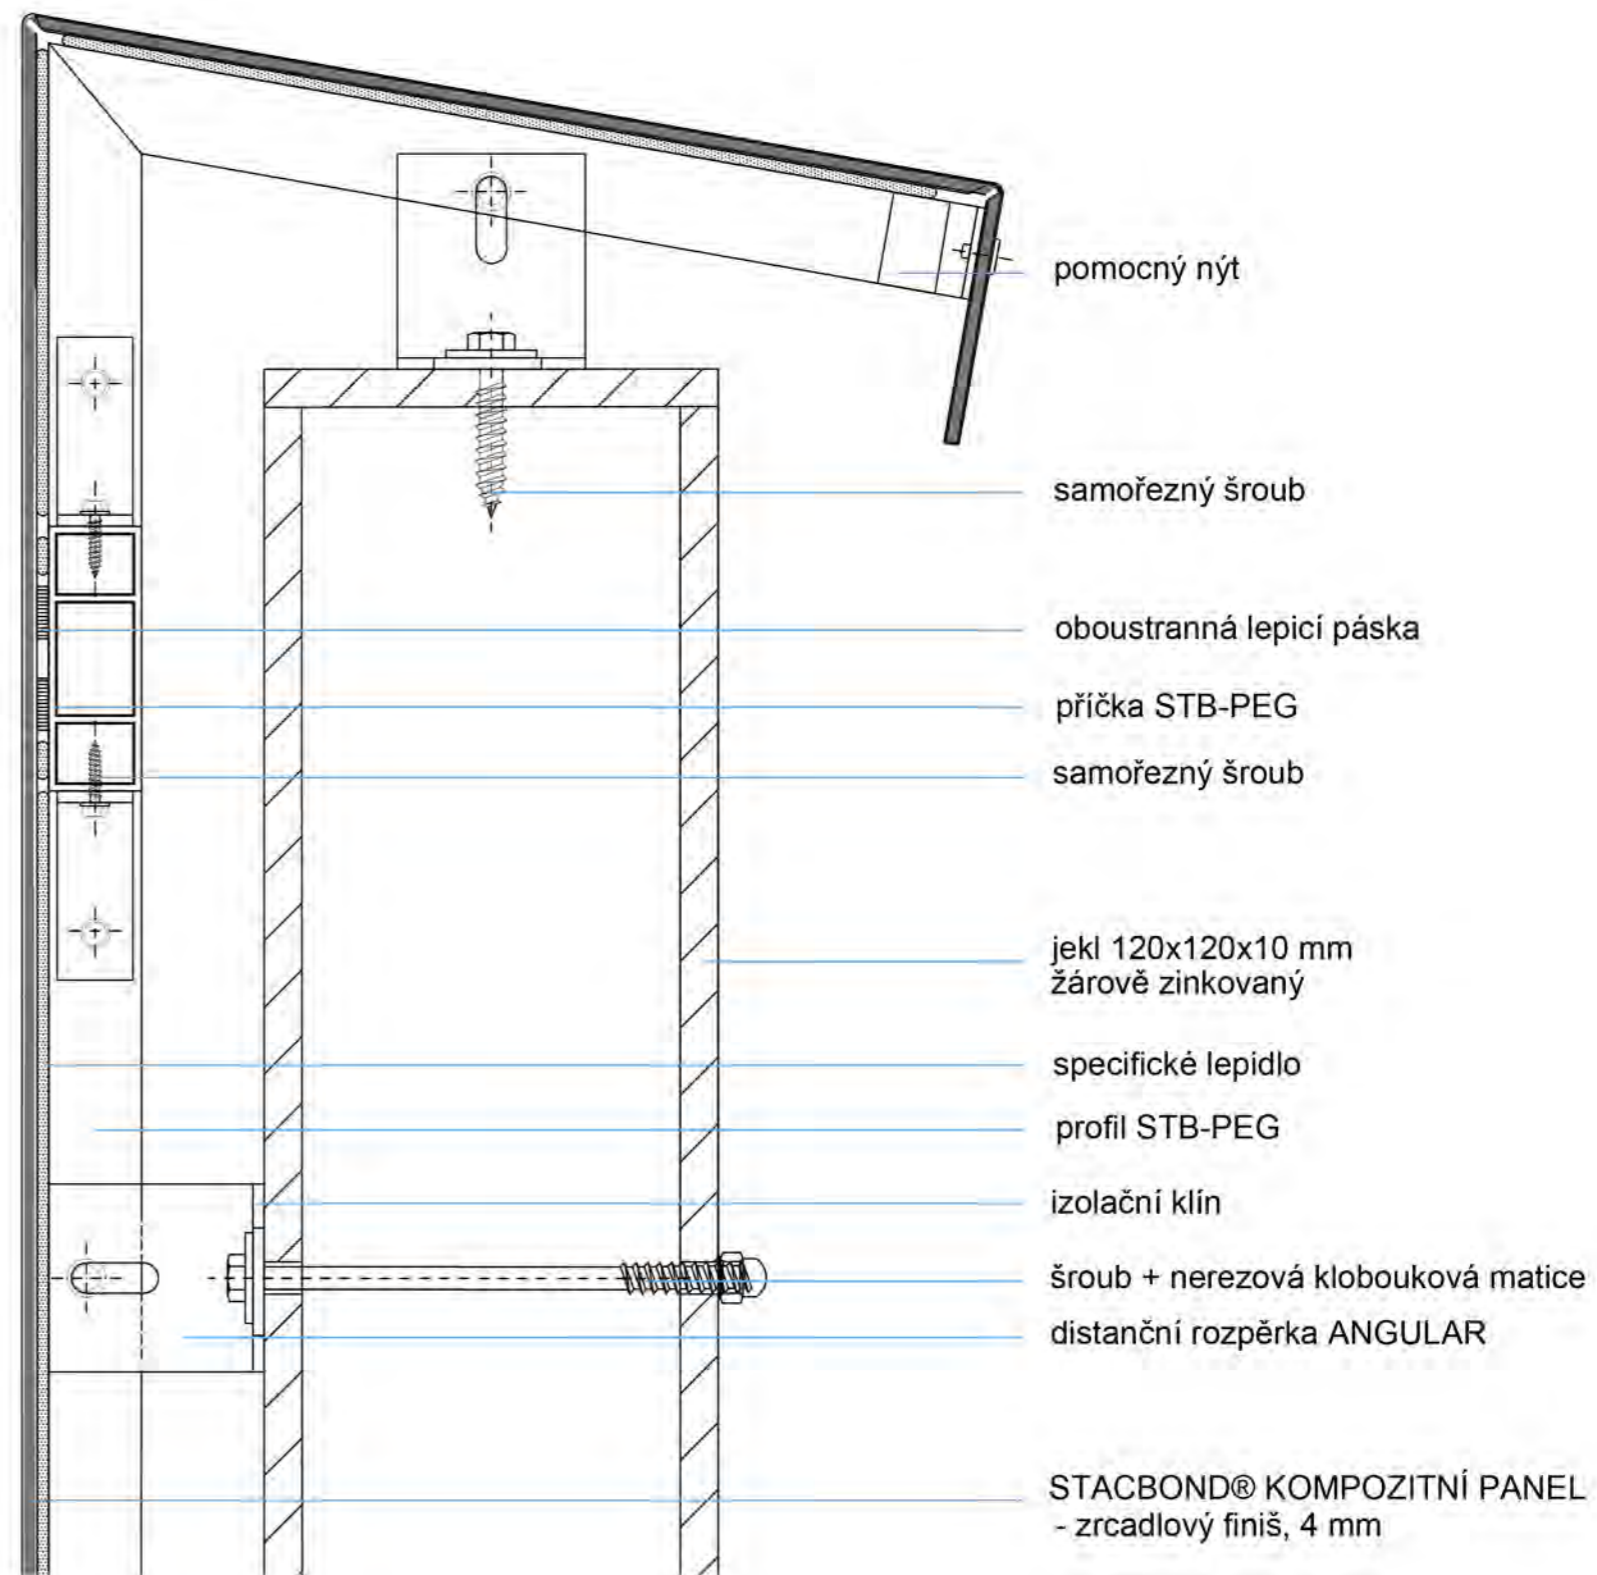 pomocný nýt
samořezný šroub
oboustranná lepicí páska
příčka STB-PEG
samořezný šroub
jekl 120x120x10 mm
žárově zinkovaný
specifické lepidlo
profil STB-PEG
izolační klín
šroub + nerezová klobouková matice
distanční rozpěrka ANGULAR
STACBOND® KOMPOZITNÍ PANEL
- zrcadlový finiš, 4 mm